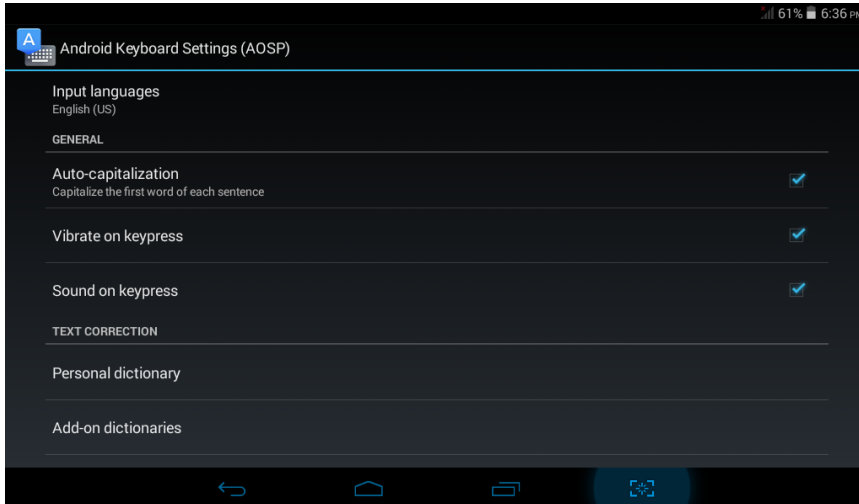 61% 6:36 PM
A
Android Keyboard Settings (AOSP)
Input languages
English (US)
GENERAL
Auto-capitalization
Capitalize the first word of each sentence
Vibrate on keypress
Sound on keypress
TEXT CORRECTION
Personal dictionary
Add-on dictionaries